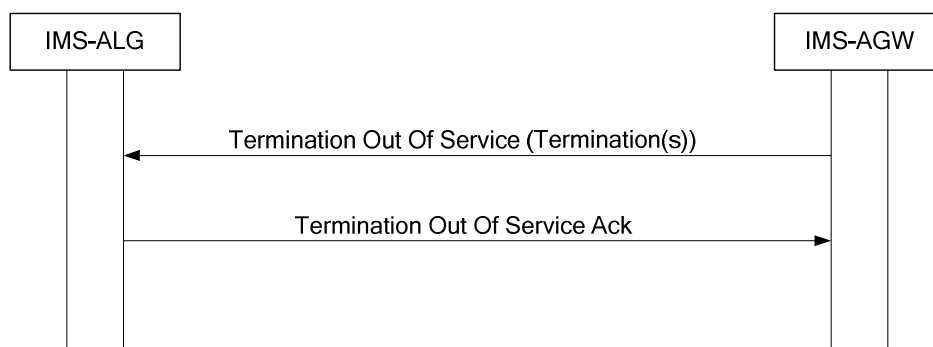 IMS-ALG
IMS-AGW
Termination Out Of Service (Termination(s))
Termination Out Of Service Ack